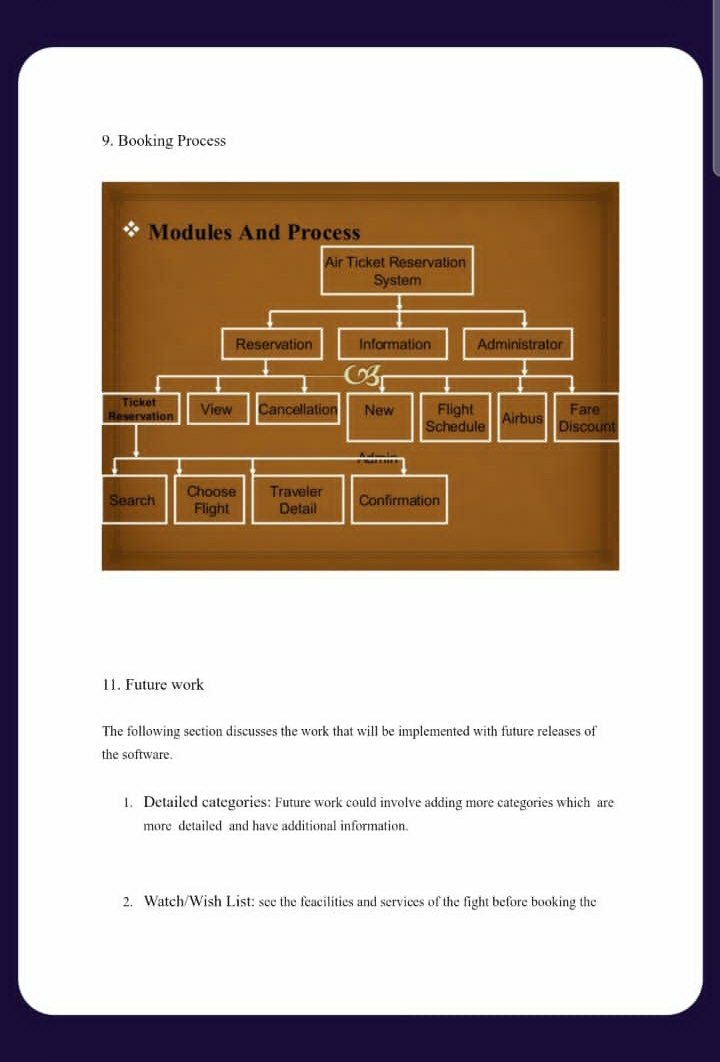 9. Booking Process
❖ Modules And Process
Air Ticket Reservation
System
Reservation
Information
Administrator
Ticket
Reservation
View
Cancellation
New
Flight
Schedule
Airbus
Fare
Discount
Admin
Search
Choose
Flight
Traveler
Detail
Confirmation
11. Future work
The following section discusses the work that will be implemented with future releases of
the software.
1. Detailed categories: Future work could involve adding more categories which are
more detailed and have additional information.
2. Watch/Wish List: see the feacilities and services of the fight before booking the